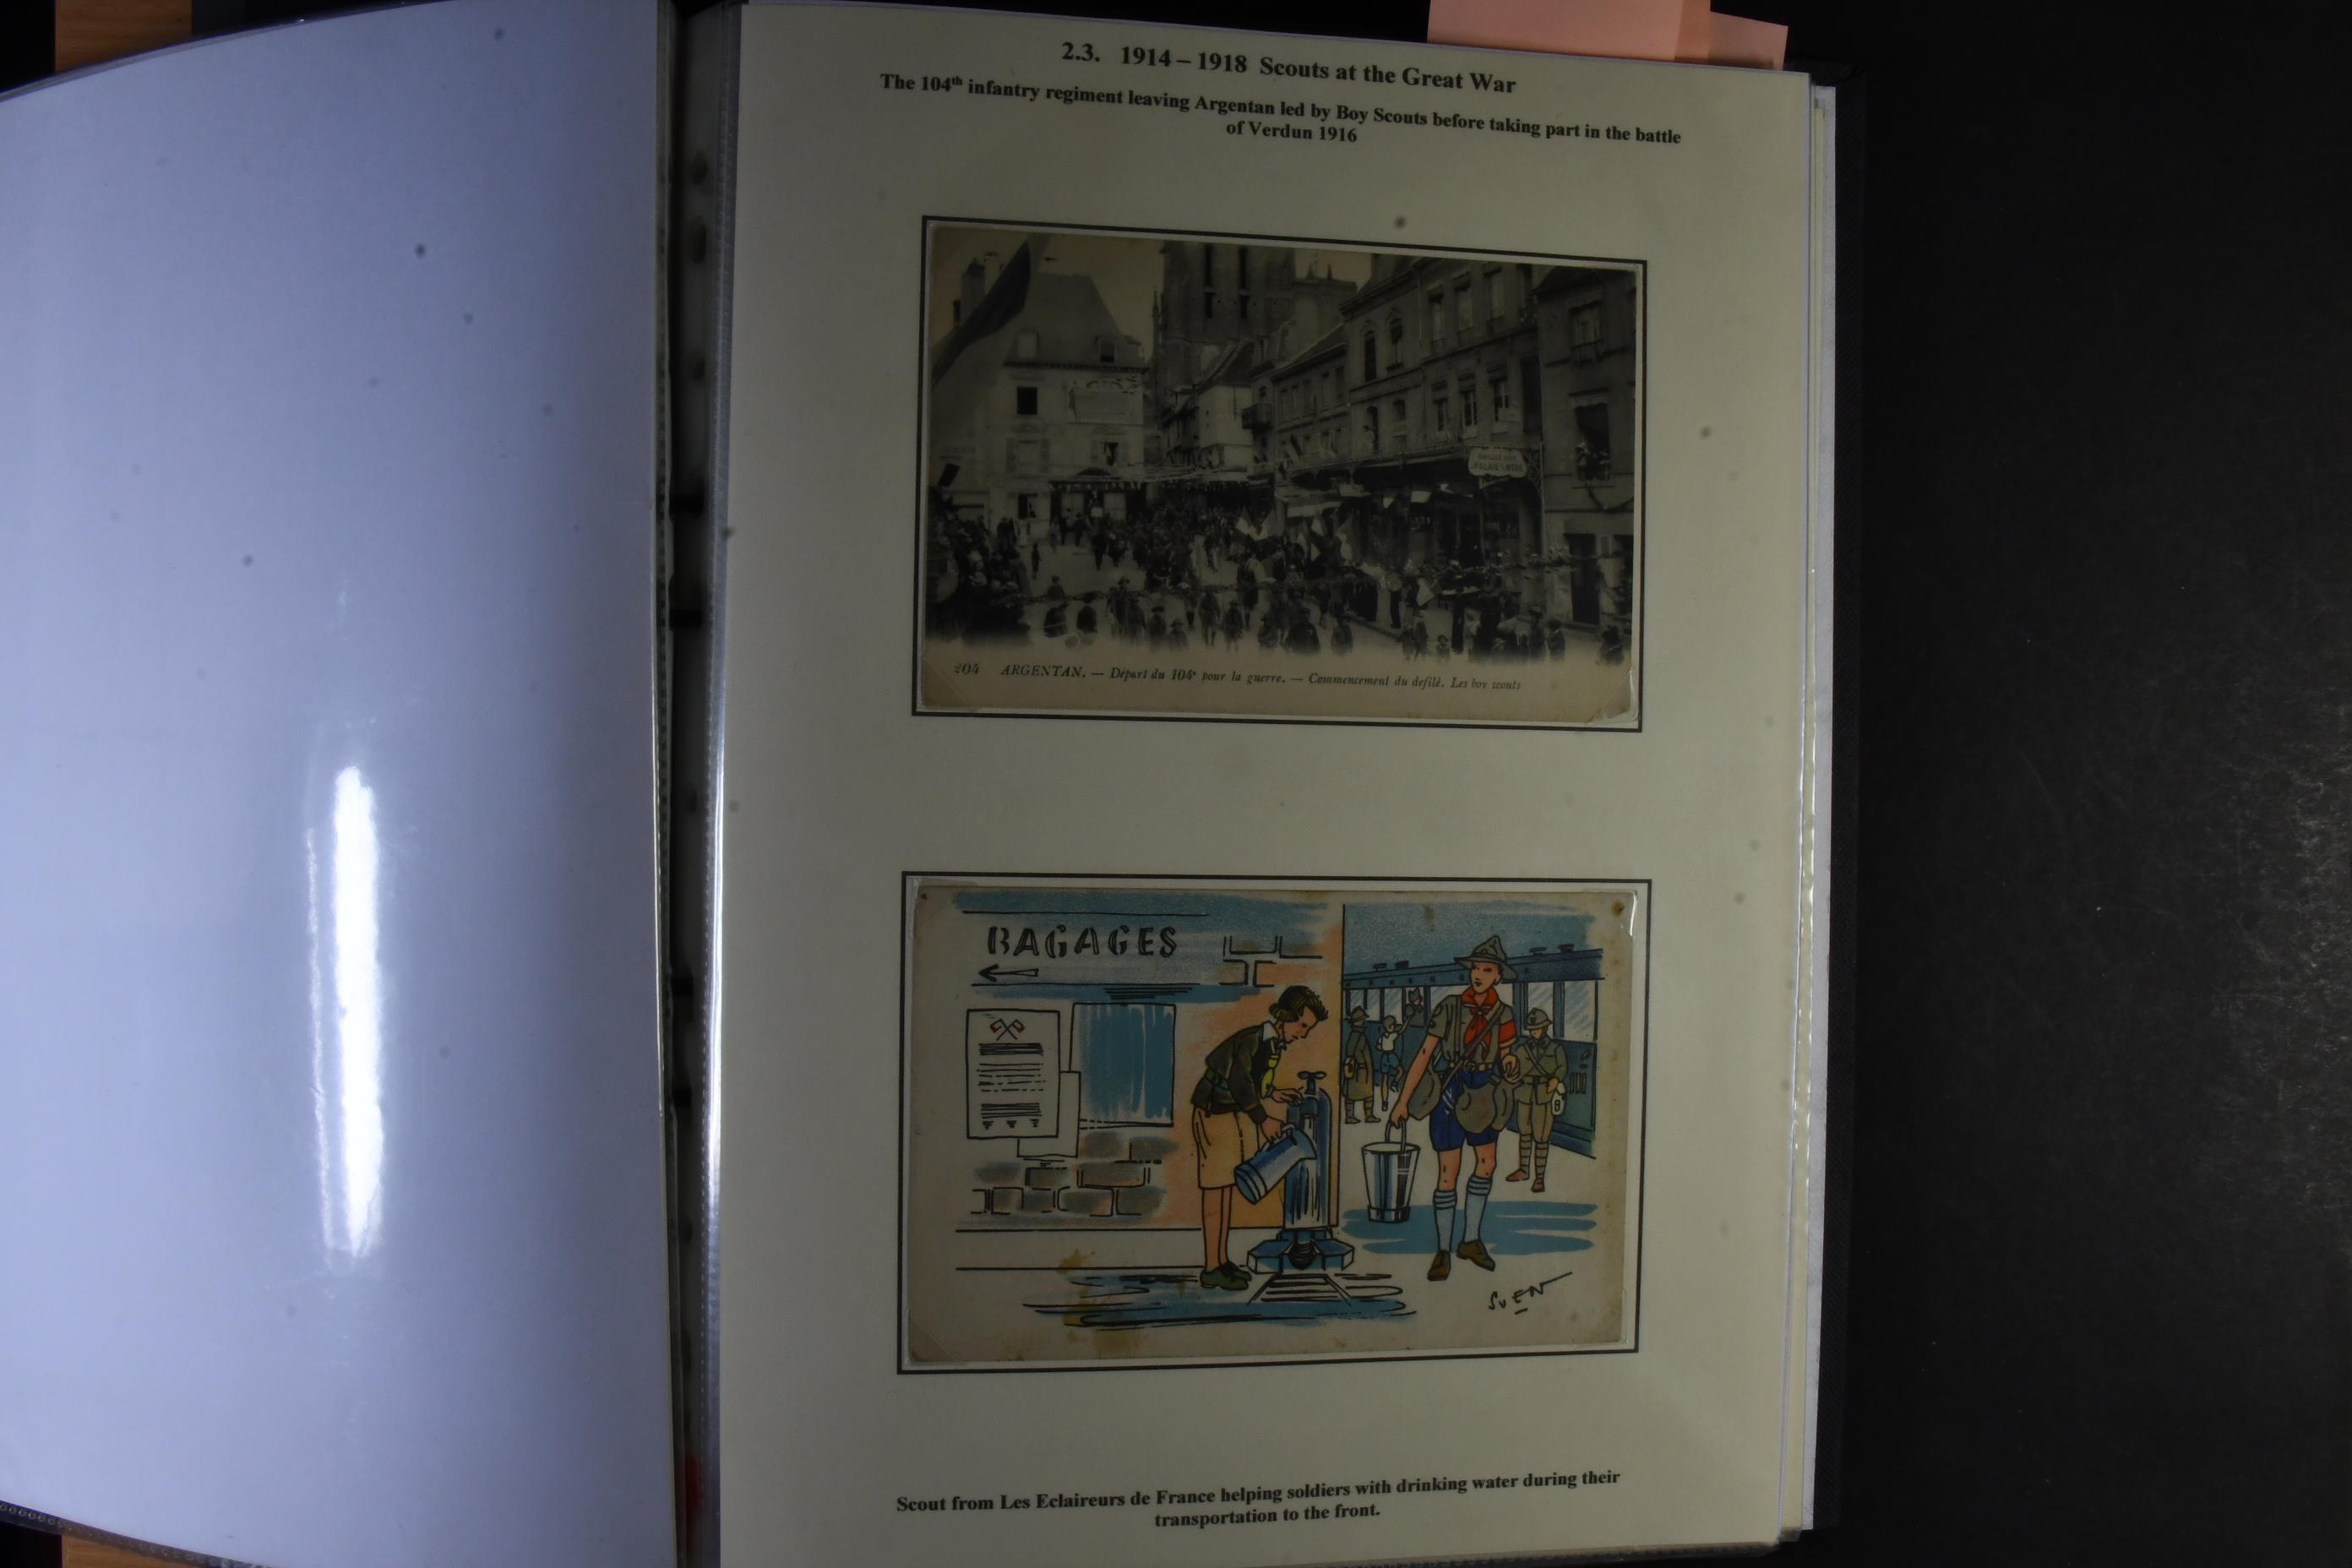 2.3. 1914 – 1918 Scouts at the Great War
The 104th infantry regiment leaving Argentan led by Boy Scouts before taking part in the battle
of Verdun 1916
204 ARGENTAN. — Départ du 104e pour la guerre. — Commencement du défilé. Les boy scouts
BAGAGES
SVEN
Scout from Les Eclaireurs de France helping soldiers with drinking water during their
transportation to the front.